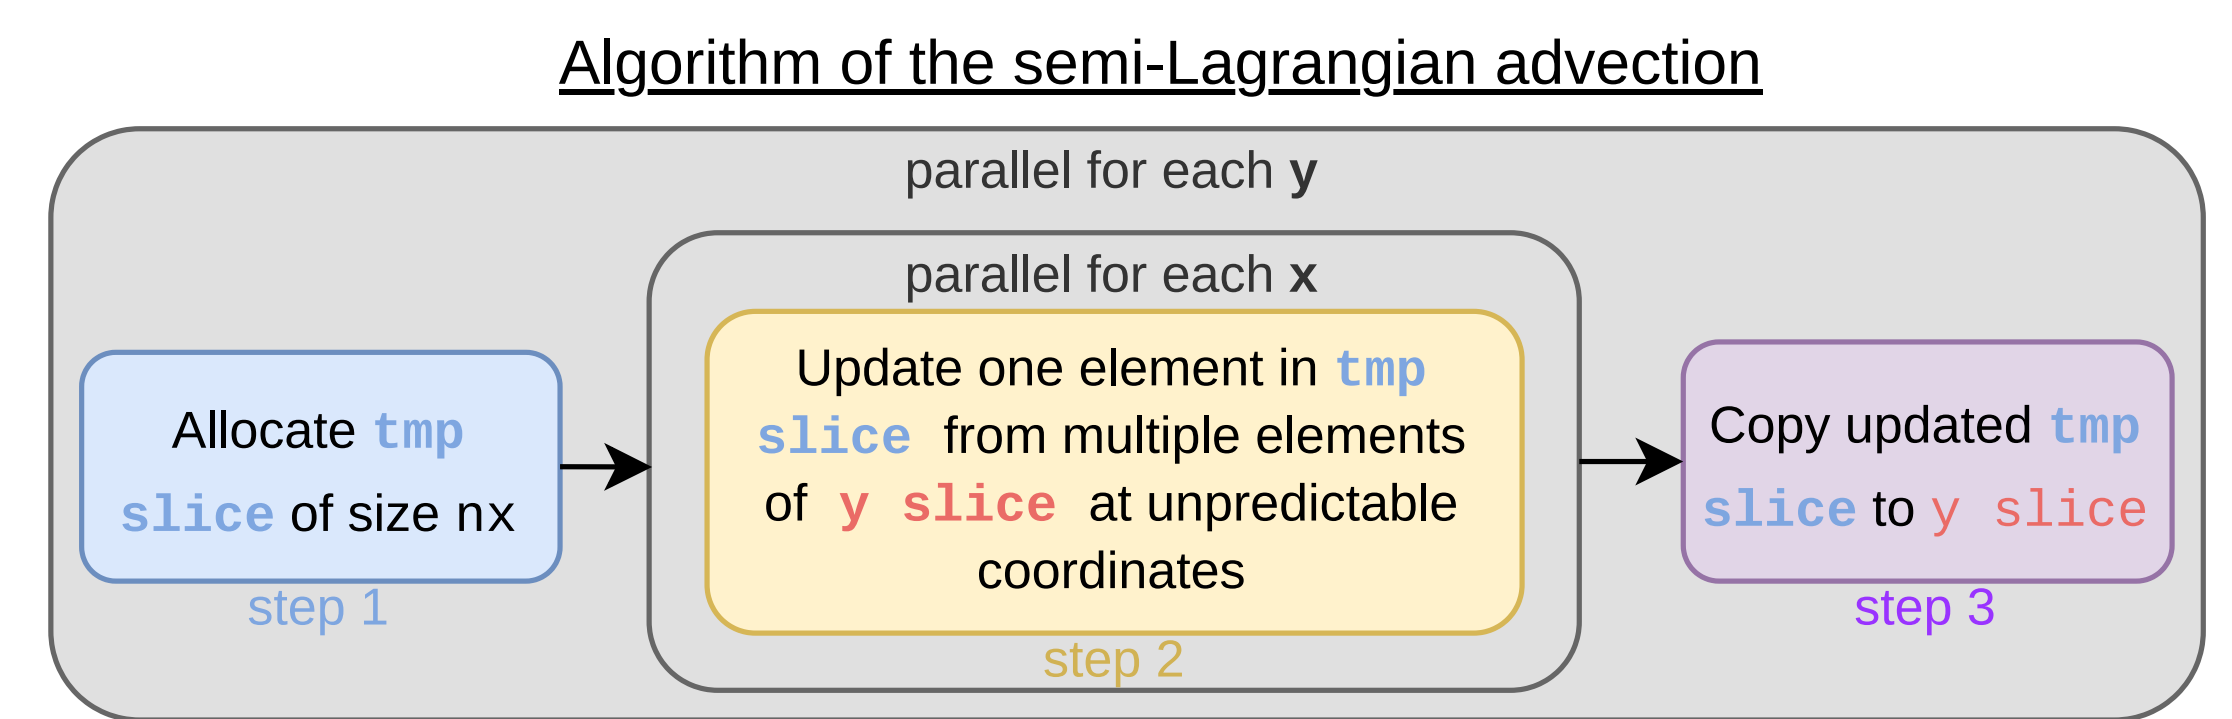 Algorithm of the semi-Lagrangian advection
parallel for each y
parallel for each x
Allocate tmp
slice of size nx
step 1
Update one element in tmp
slice from multiple elements
of y slice at unpredictable
coordinates
step 2
Copy updated tmp
slice to y slice
step 3